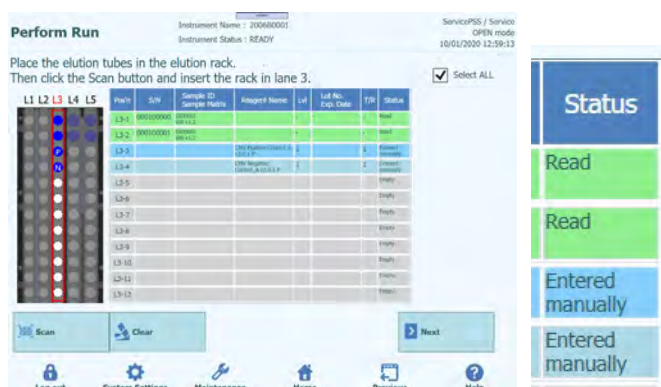 Perform Run
Instrument Name : 2006B0001
Instrument Status : READY
ServicePSS / Service
OPEN mode
10/01/2020 12:59:13
Place the elution tubes in the elution rack.
Then click the Scan button and insert the rack in lane 3.
Select ALL
L1 L2 L3 L4 L5
Pos'n S/N Sample ID Sample Matrix Reagent Name Lvl Lot No. Exp. Date T/R Status
L3-1 000100000 Read
L3-2 000100001 Read
P L3-3 1 1 Entered manually
N L3-4 1 1 Entered manually
L3-5 Empty
L3-6 Empty
L3-7 Empty
L3-8 Empty
L3-9 Empty
L3-10 Empty
L3-11 Empty
L3-12 Empty
Scan
Clear
Next
Log out
System Settings
Maintenance
Home
Previous
Help
Status
Read
Read
Entered
manually
Entered
manually